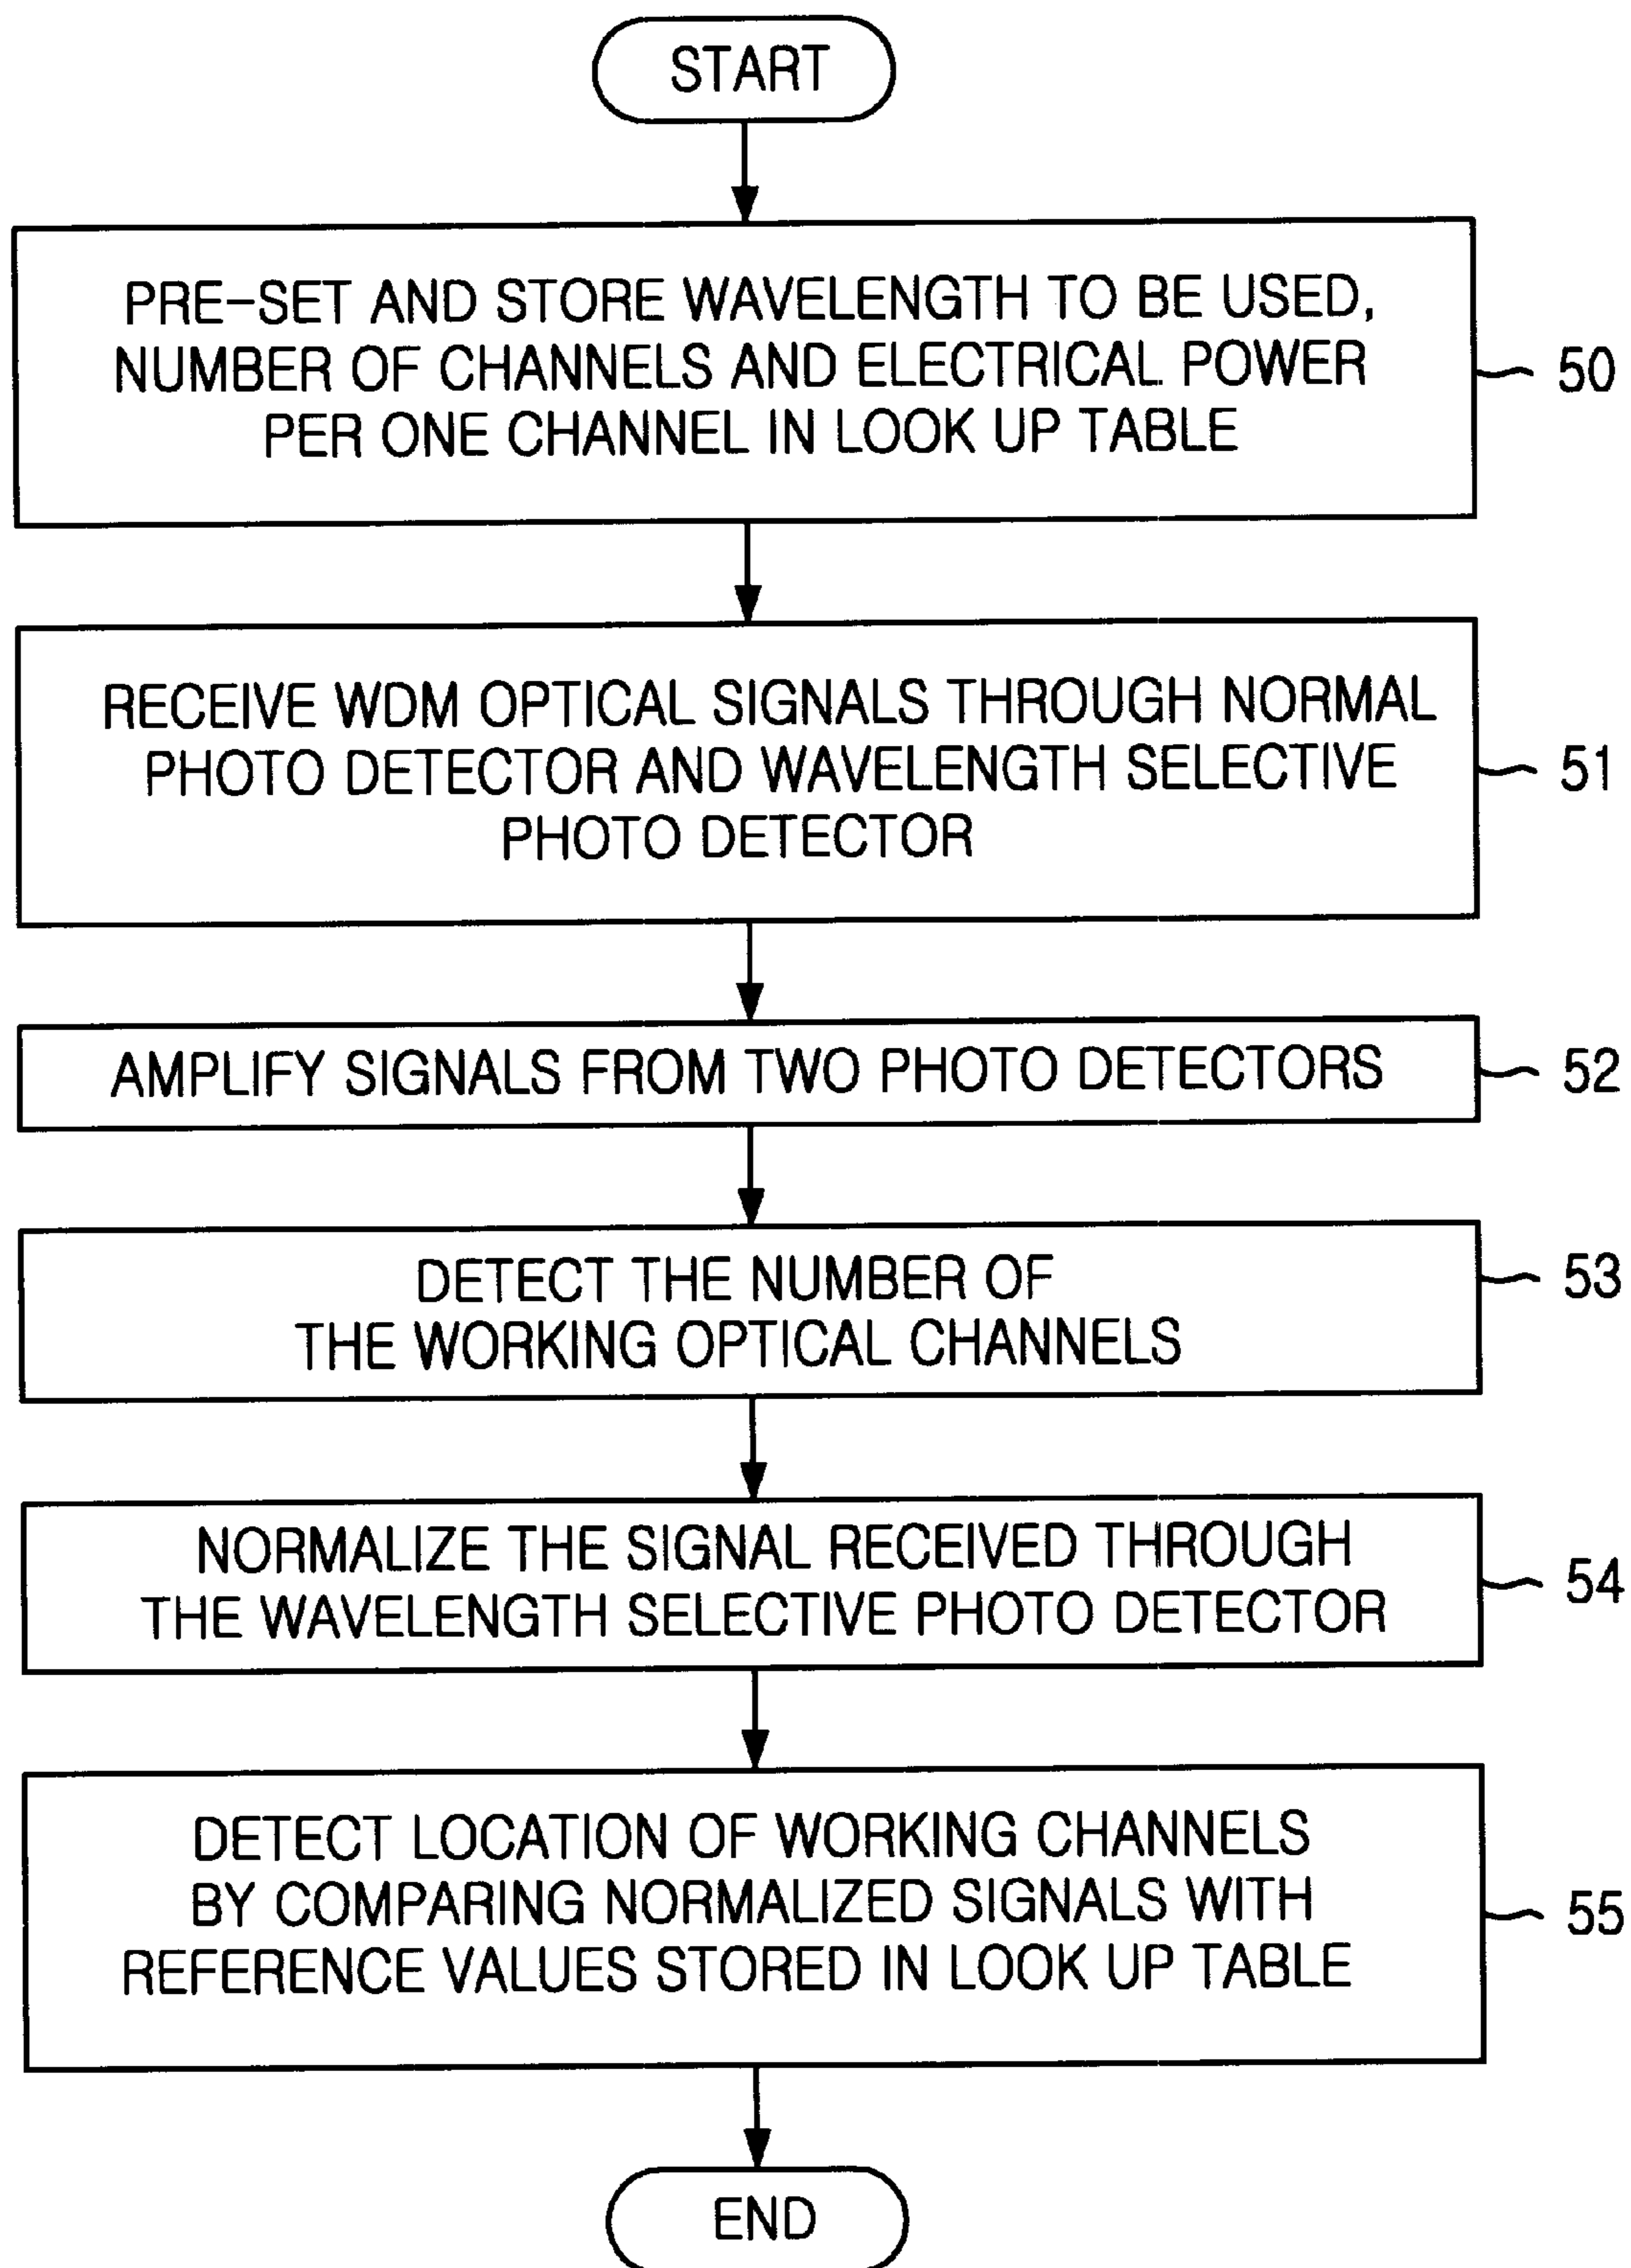 START
PRE-SET AND STORE WAVELENGTH TO BE USED,
NUMBER OF CHANNELS AND ELECTRICAL POWER
PER ONE CHANNEL IN LOOK UP TABLE
50
RECEIVE WDM OPTICAL SIGNALS THROUGH NORMAL
PHOTO DETECTOR AND WAVELENGTH SELECTIVE
PHOTO DETECTOR
51
AMPLIFY SIGNALS FROM TWO PHOTO DETECTORS
52
DETECT THE NUMBER OF
THE WORKING OPTICAL CHANNELS
53
NORMALIZE THE SIGNAL RECEIVED THROUGH
THE WAVELENGTH SELECTIVE PHOTO DETECTOR
54
DETECT LOCATION OF WORKING CHANNELS
BY COMPARING NORMALIZED SIGNALS WITH
REFERENCE VALUES STORED IN LOOK UP TABLE
55
END